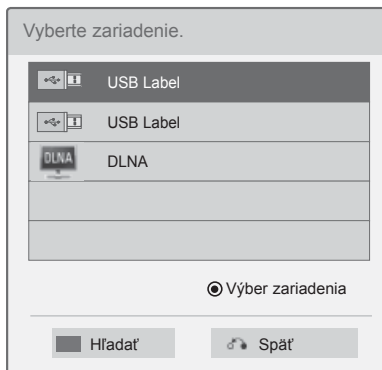 Vyberte zariadenie.
USB Label
USB Label
DLNA DLNA
Výber zariadenia
Hľadať Späť